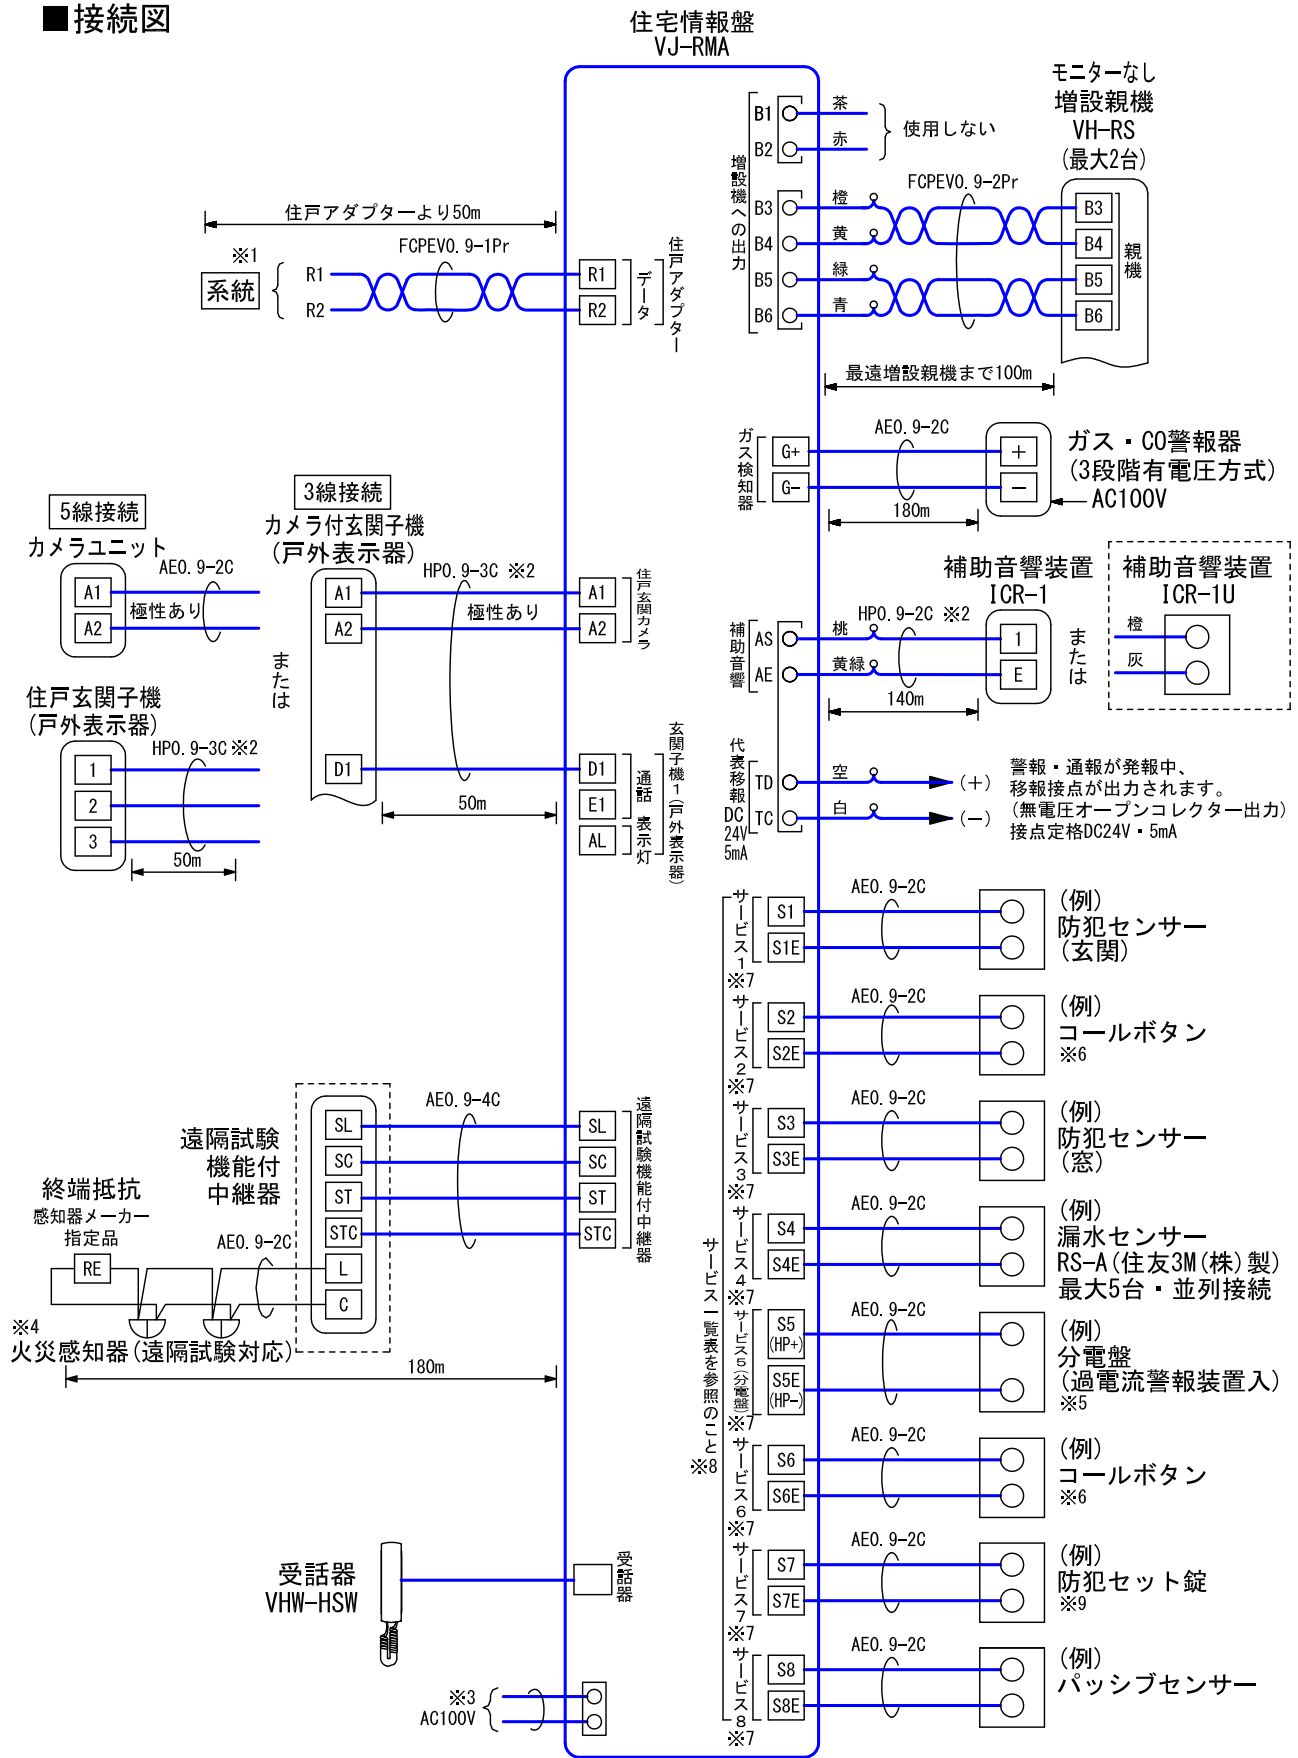 ■接続図
住宅情報盤
VJ-RMA
モニターなし
増設親機
VH-RS
(最大2台)
増設機への出力
B1
茶
B2
赤
使用しない
B3
橙
B4
黄
B5
緑
B6
青
FCPEV0.9-2Pr
B3
B4
B5
B6
親機
最遠増設親機まで100m
住戸アダプターより50m
※1
系統
R1
R2
FCPEV0.9-1Pr
R1
R2
データ
住戸アダプター
ガス検知器
G+
G-
AE0.9-2C
180m
+
-
ガス・CO警報器
(3段階有電圧方式)
AC100V
5線接続
カメラユニット
A1
A2
AE0.9-2C
極性あり
住戸玄関子機
(戸外表示器)
1
2
3
HP0.9-3C ※2
50m
または
3線接続
カメラ付玄関子機
(戸外表示器)
A1
A2
D1
HP0.9-3C ※2
極性あり
50m
A1
A2
住戸玄関カメラ
D1
E1
AL
通話
表示灯
玄関子機1(戸外表示器)
補助音響
AS
桃
AE
黄緑
HP0.9-2C ※2
140m
補助音響装置
ICR-1
1
E
または
補助音響装置
ICR-1U
橙
灰
代表移報
DC
24V
5mA
TD
空
(+)
TC
白
(-)
警報・通報が発報中、
移報接点が出力されます。
(無電圧オープンコレクター出力)
接点定格DC24V・5mA
サービス一覧表を参照のこと
※8
サービス1
※7
S1
S1E
AE0.9-2C
(例)
防犯センサー
(玄関)
サービス2
※7
S2
S2E
AE0.9-2C
(例)
コールボタン
※6
サービス3
※7
S3
S3E
AE0.9-2C
(例)
防犯センサー
(窓)
サービス4
※7
S4
S4E
AE0.9-2C
(例)
漏水センサー
RS-A(住友3M(株)製)
最大5台・並列接続
サービス5(分電盤)
※7
S5
(HP+)
S5E
(HP-)
AE0.9-2C
(例)
分電盤
(過電流警報装置入)
※5
サービス6
※7
S6
S6E
AE0.9-2C
(例)
コールボタン
※6
サービス7
※7
S7
S7E
AE0.9-2C
(例)
防犯セット錠
※9
サービス8
※7
S8
S8E
AE0.9-2C
(例)
パッシブセンサー
遠隔試験
機能付
中継器
SL
SC
ST
STC
L
C
AE0.9-4C
SL
SC
ST
STC
遠隔試験機能付中継器
終端抵抗
感知器メーカー
指定品
RE
AE0.9-2C
※4
火災感知器(遠隔試験対応)
180m
受話器
VHW-HSW
受話器
※3
AC100V